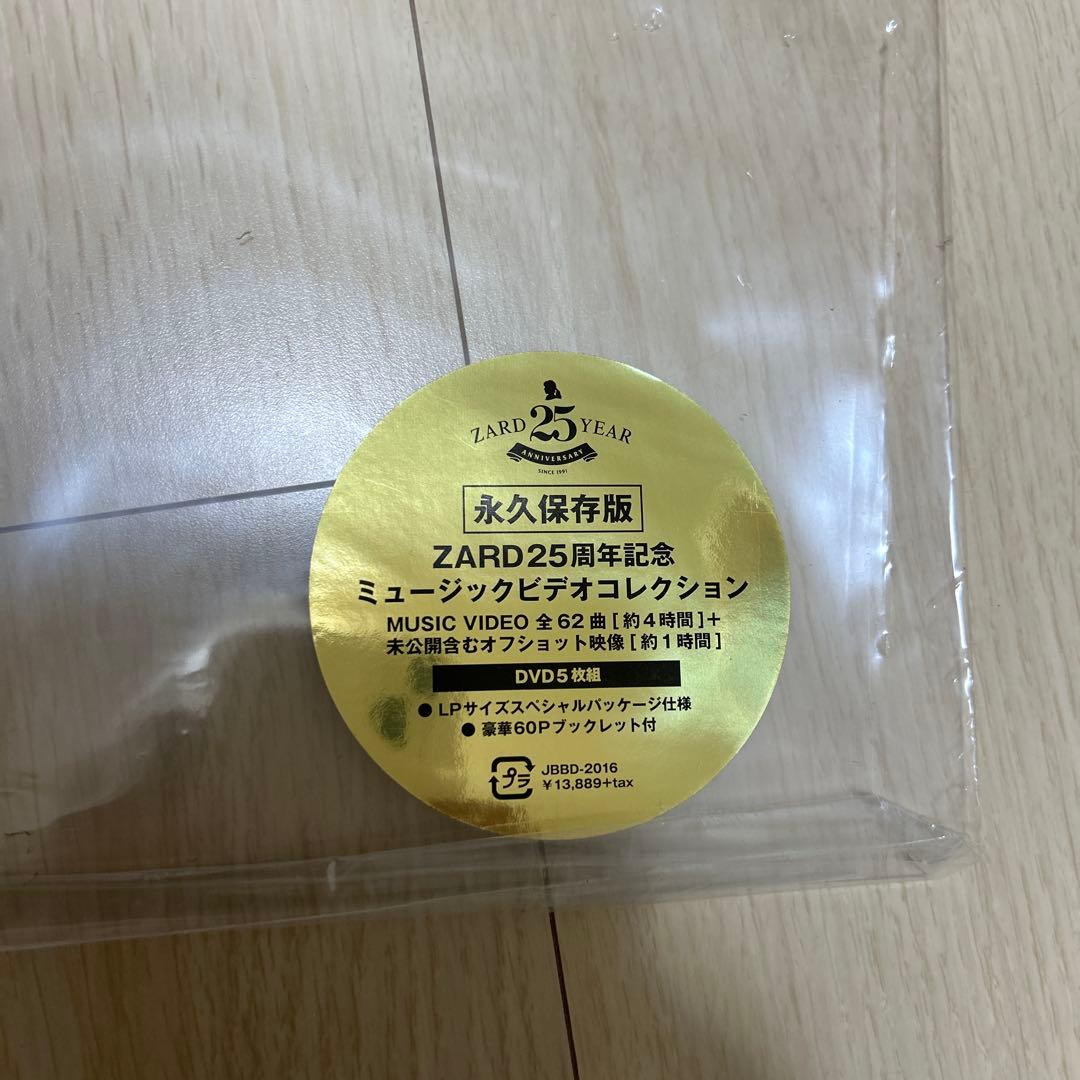 ZARD 25 YEAR
ANNIVERSARY
SINCE 1991
永久保存版
ZARD25周年記念
ミュージックビデオコレクション
MUSIC VIDEO 全62曲[約4時間]+
未公開含むオフショット映像[約1時間]
DVD5枚組
● LPサイズスペシャルパッケージ仕様
● 豪華60Pブックレット付
プラ
JBBD-2016
¥13,889+tax